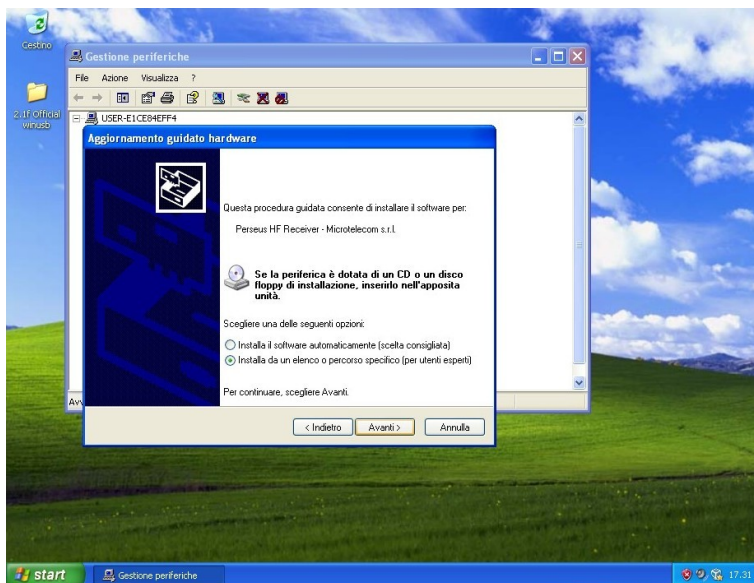 Cestino
2.1f Official
winusb
Gestione periferiche
File Azione Visualizza ?
USER-E1CE84EFF4
Aggiornamento guidato hardware
Questa procedura guidata consente di installare il software per:
Perseus HF Receiver - Microtelecom s.r.l.
Se la periferica è dotata di un CD o un disco
floppy di installazione, inserirlo nell'apposita
unità.
Scegliere una delle seguenti opzioni:
Installa il software automaticamente (scelta consigliata)
Installa da un elenco o percorso specifico (per utenti esperti)
Per continuare, scegliere Avanti.
< Indietro
Avanti >
Annulla
start
Gestione periferiche
17.31